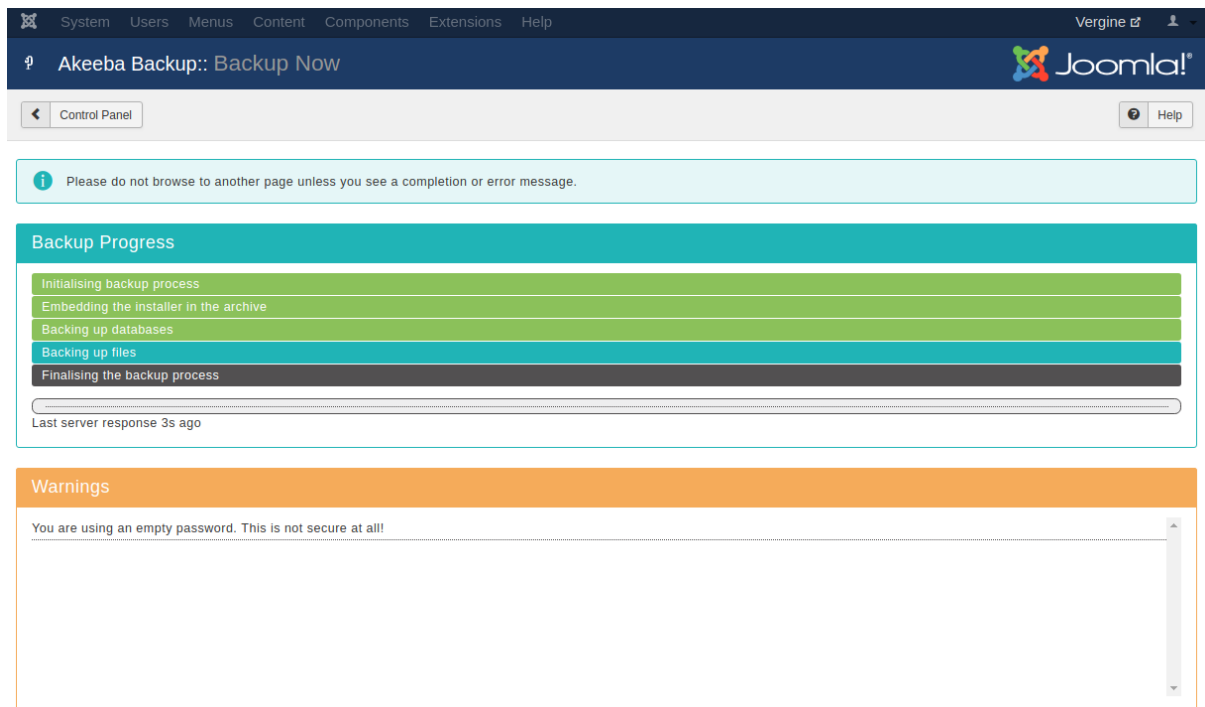 System Users Menus Content Components Extensions Help Vergine
Akeeba Backup:: Backup Now Joomla!®
Control Panel Help
Please do not browse to another page unless you see a completion or error message.
Backup Progress
Initialising backup process
Embedding the installer in the archive
Backing up databases
Backing up files
Finalising the backup process
Last server response 3s ago
Warnings
You are using an empty password. This is not secure at all!